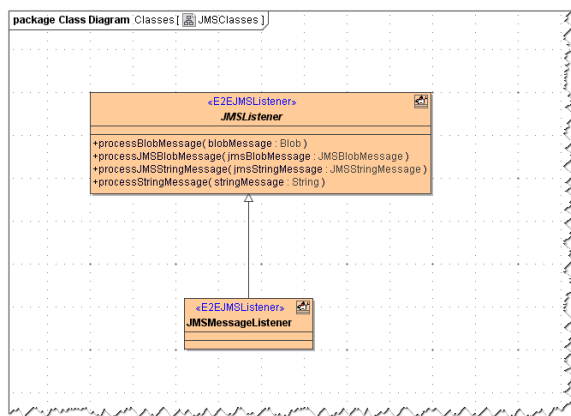 package Class Diagram Classes [ JMSClasses ]
«E2EJMSListener»
JMSListener
+processBlobMessage( blobMessage : Blob )
+processJMSBlobMessage( jmsBlobMessage : JMSBlobMessage )
+processJMSStringMessage( jmsStringMessage : JMSStringMessage )
+processStringMessage( stringMessage : String )
«E2EJMSListener»
JMSMessageListener